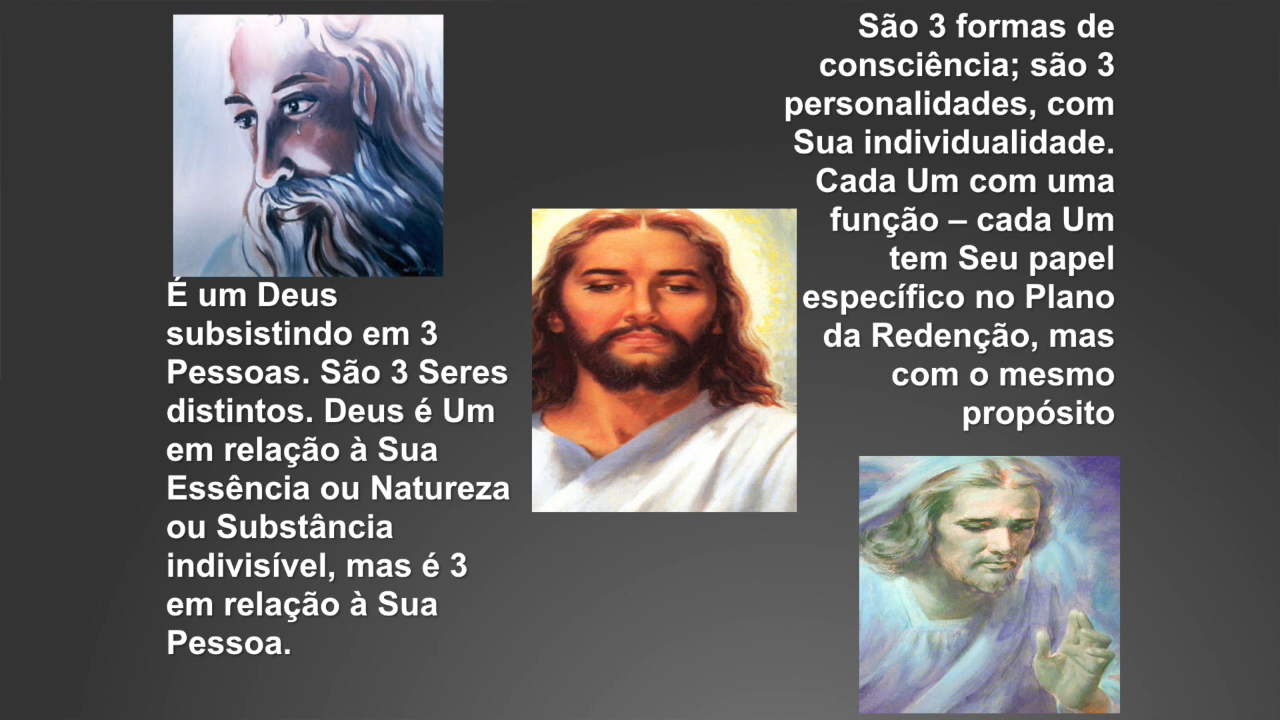 É um Deus
subsistindo em 3
Pessoas. São 3 Seres
distintos. Deus é Um
em relação à Sua
Essência ou Natureza
ou Substância
indivisível, mas é 3
em relação à Sua
Pessoa.
São 3 formas de
consciência; são 3
personalidades, com
Sua individualidade.
Cada Um com uma
função – cada Um
tem Seu papel
específico no Plano
da Redenção, mas
com o mesmo
propósito